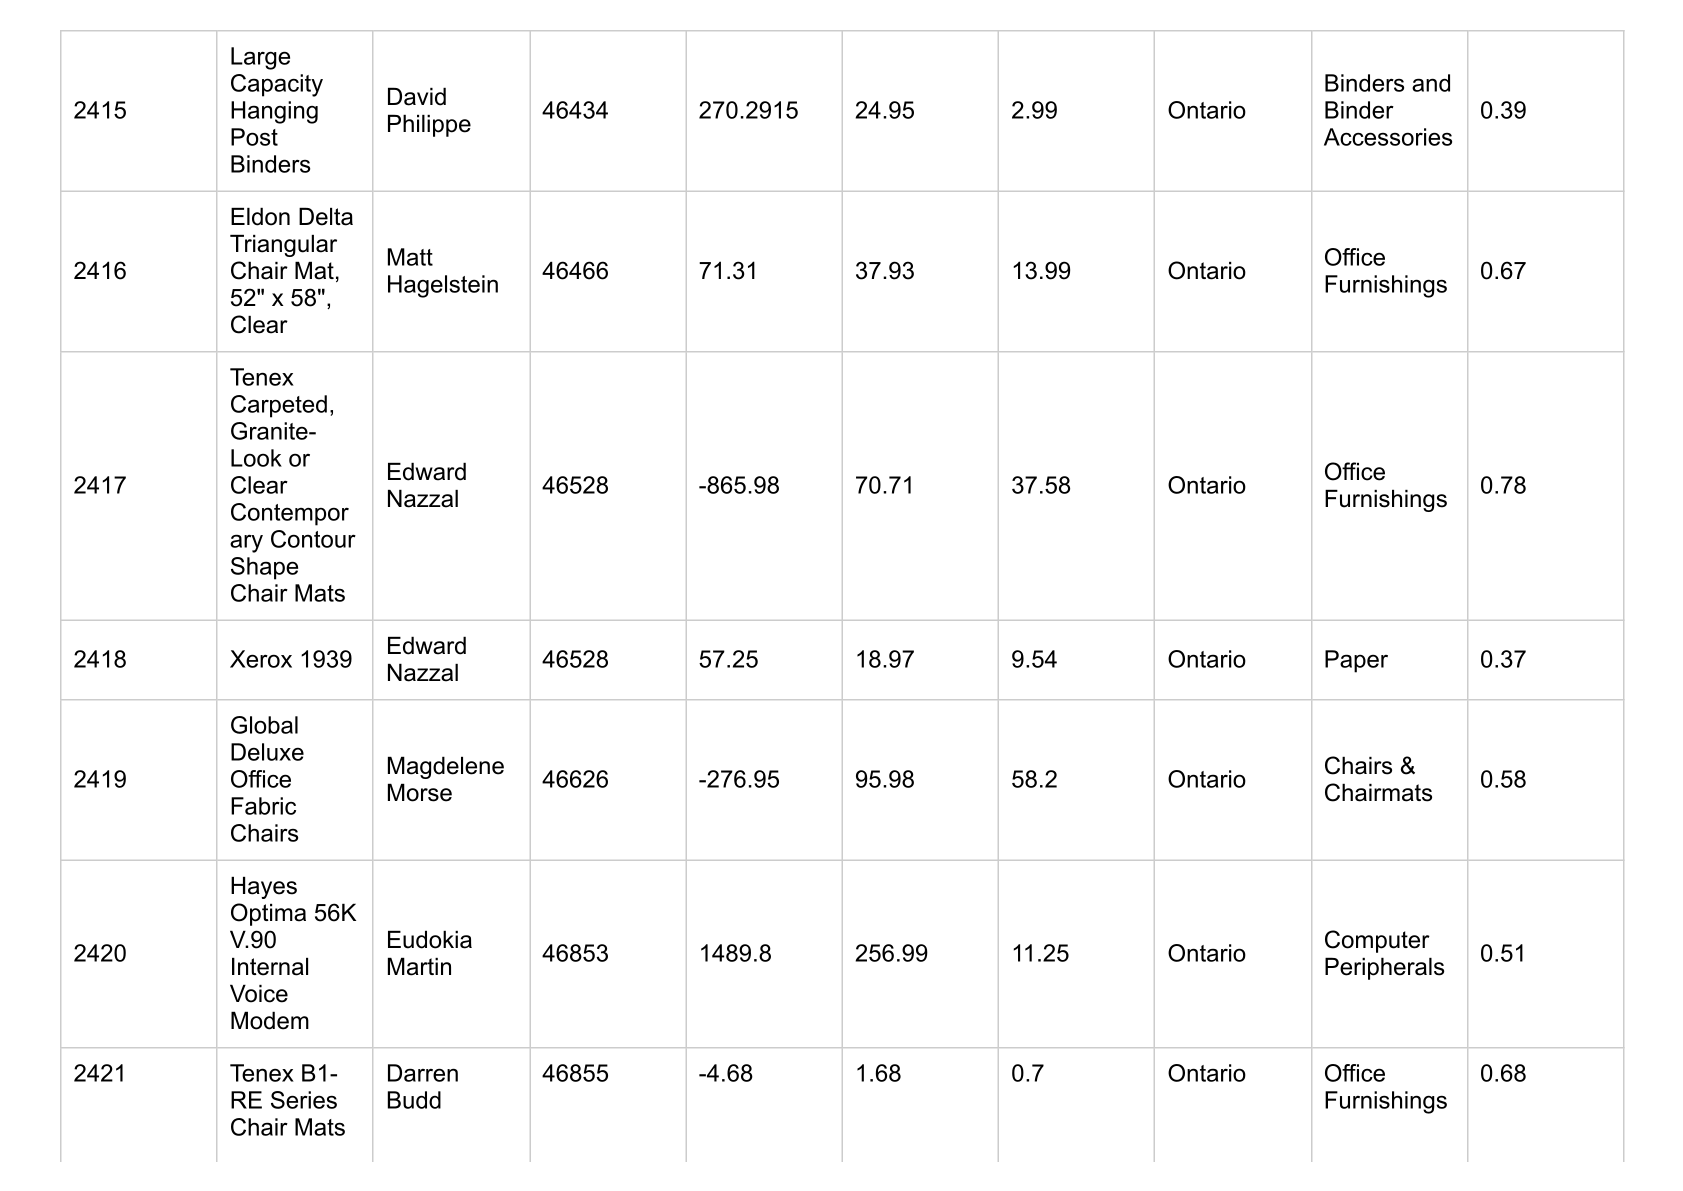 2415
Large
Capacity
Hanging
Post
Binders
David
Philippe
46434
270.2915
24.95
2.99
Ontario
Binders and
Binder
Accessories
0.39
2416
Eldon Delta
Triangular
Chair Mat,
52" x 58",
Clear
Matt
Hagelstein
46466
71.31
37.93
13.99
Ontario
Office
Furnishings
0.67
2417
Tenex
Carpeted,
Granite-
Look or
Clear
Contempor
ary Contour
Shape
Chair Mats
Edward
Nazzal
46528
-865.98
70.71
37.58
Ontario
Office
Furnishings
0.78
2418
Xerox 1939
Edward
Nazzal
46528
57.25
18.97
9.54
Ontario
Paper
0.37
2419
Global
Deluxe
Office
Fabric
Chairs
Magdelene
Morse
46626
-276.95
95.98
58.2
Ontario
Chairs &
Chairmats
0.58
2420
Hayes
Optima 56K
V.90
Internal
Voice
Modem
Eudokia
Martin
46853
1489.8
256.99
11.25
Ontario
Computer
Peripherals
0.51
2421
Tenex B1-
RE Series
Chair Mats
Darren
Budd
46855
-4.68
1.68
0.7
Ontario
Office
Furnishings
0.68